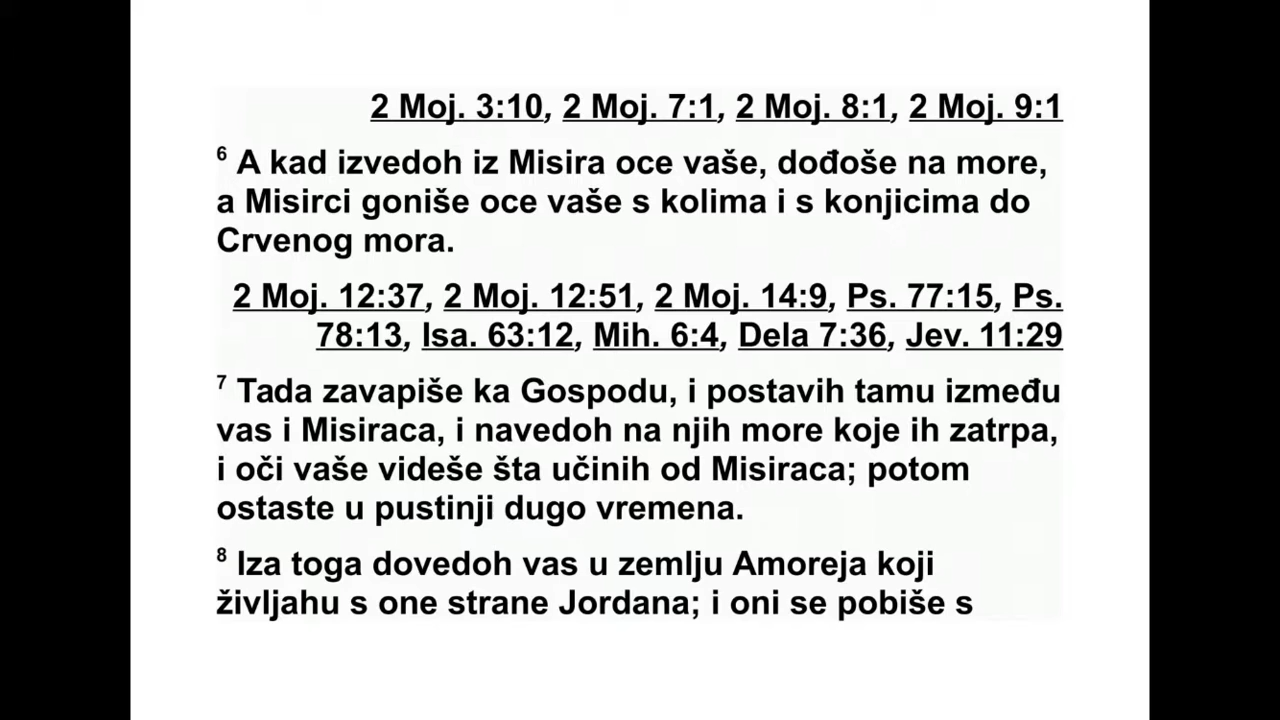 2 Moj. 3:10, 2 Moj. 7:1, 2 Moj. 8:1, 2 Moj. 9:1
6 A kad izvedoh iz Misira oce vaše, dođoše na more,
a Misirci goniše oce vaše s kolima i s konjicima do
Crvenog mora.
2 Moj. 12:37, 2 Moj. 12:51, 2 Moj. 14:9, Ps. 77:15, Ps.
78:13, Isa. 63:12, Mih. 6:4, Dela 7:36, Jev. 11:29
7 Tada zavapiše ka Gospodu, i postavih tamu između
vas i Misiraca, i navedoh na njih more koje ih zatrpa,
i oči vaše videše šta učinih od Misiraca; potom
ostaste u pustinji dugo vremena.
8 Iza toga dovedoh vas u zemlju Amoreja koji
življahu s one strane Jordana; i oni se pobiše s